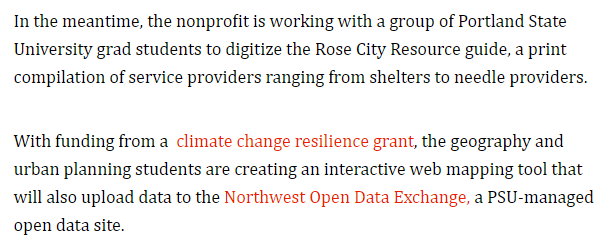 In the meantime, the nonprofit is working with a group of Portland State
University grad students to digitize the Rose City Resource guide, a print
compilation of service providers ranging from shelters to needle providers.
With funding from a climate change resilience grant, the geography and
urban planning students are creating an interactive web mapping tool that
will also upload data to the Northwest Open Data Exchange, a PSU-managed
open data site.